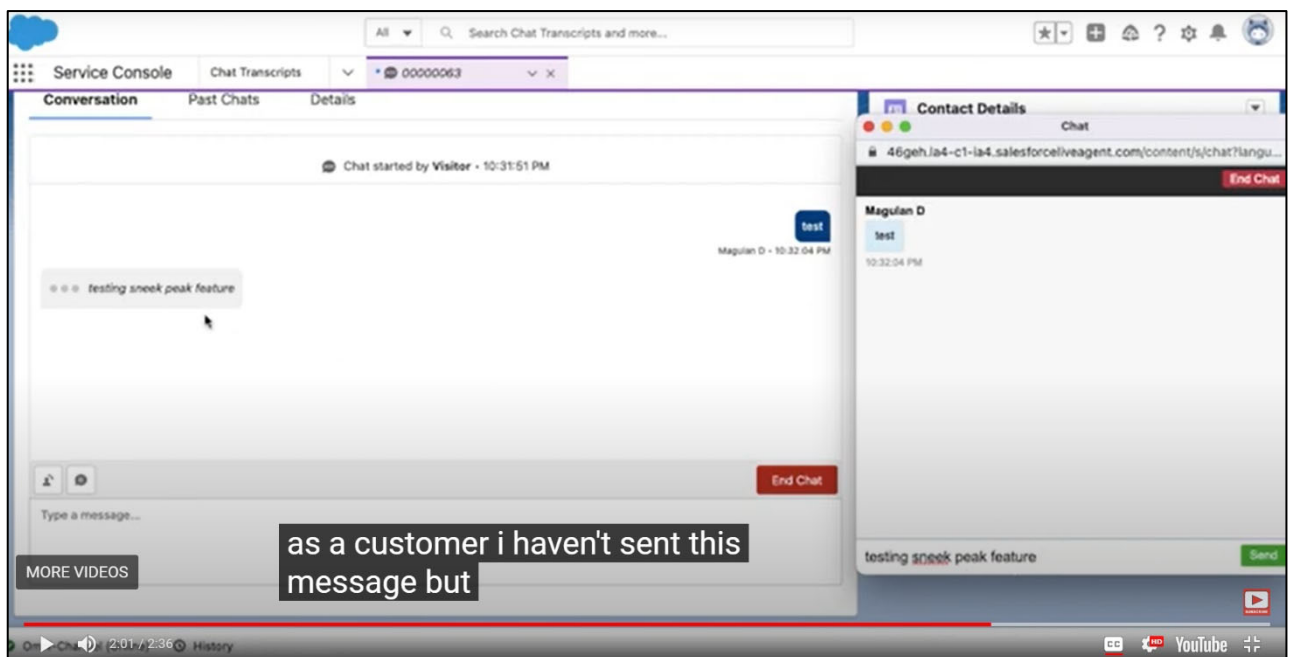 All Search Chat Transcripts and more...
Service Console Chat Transcripts 00000063
Conversation Past Chats Details
Contact Details
Chat started by Visitor • 10:31:51 PM
test
Magulan D • 10:32:04 PM
testing sneek peak feature
End Chat
Type a message...
Chat
46geh.la4-c1-ia4.salesforceliveagent.com/content/s/chat?langu...
End Chat
Magulan D
test
10:32:04 PM
testing sneek peak feature
Send
as a customer i haven't sent this
message but
MORE VIDEOS
2:01 / 2:36
History
CC HD YouTube